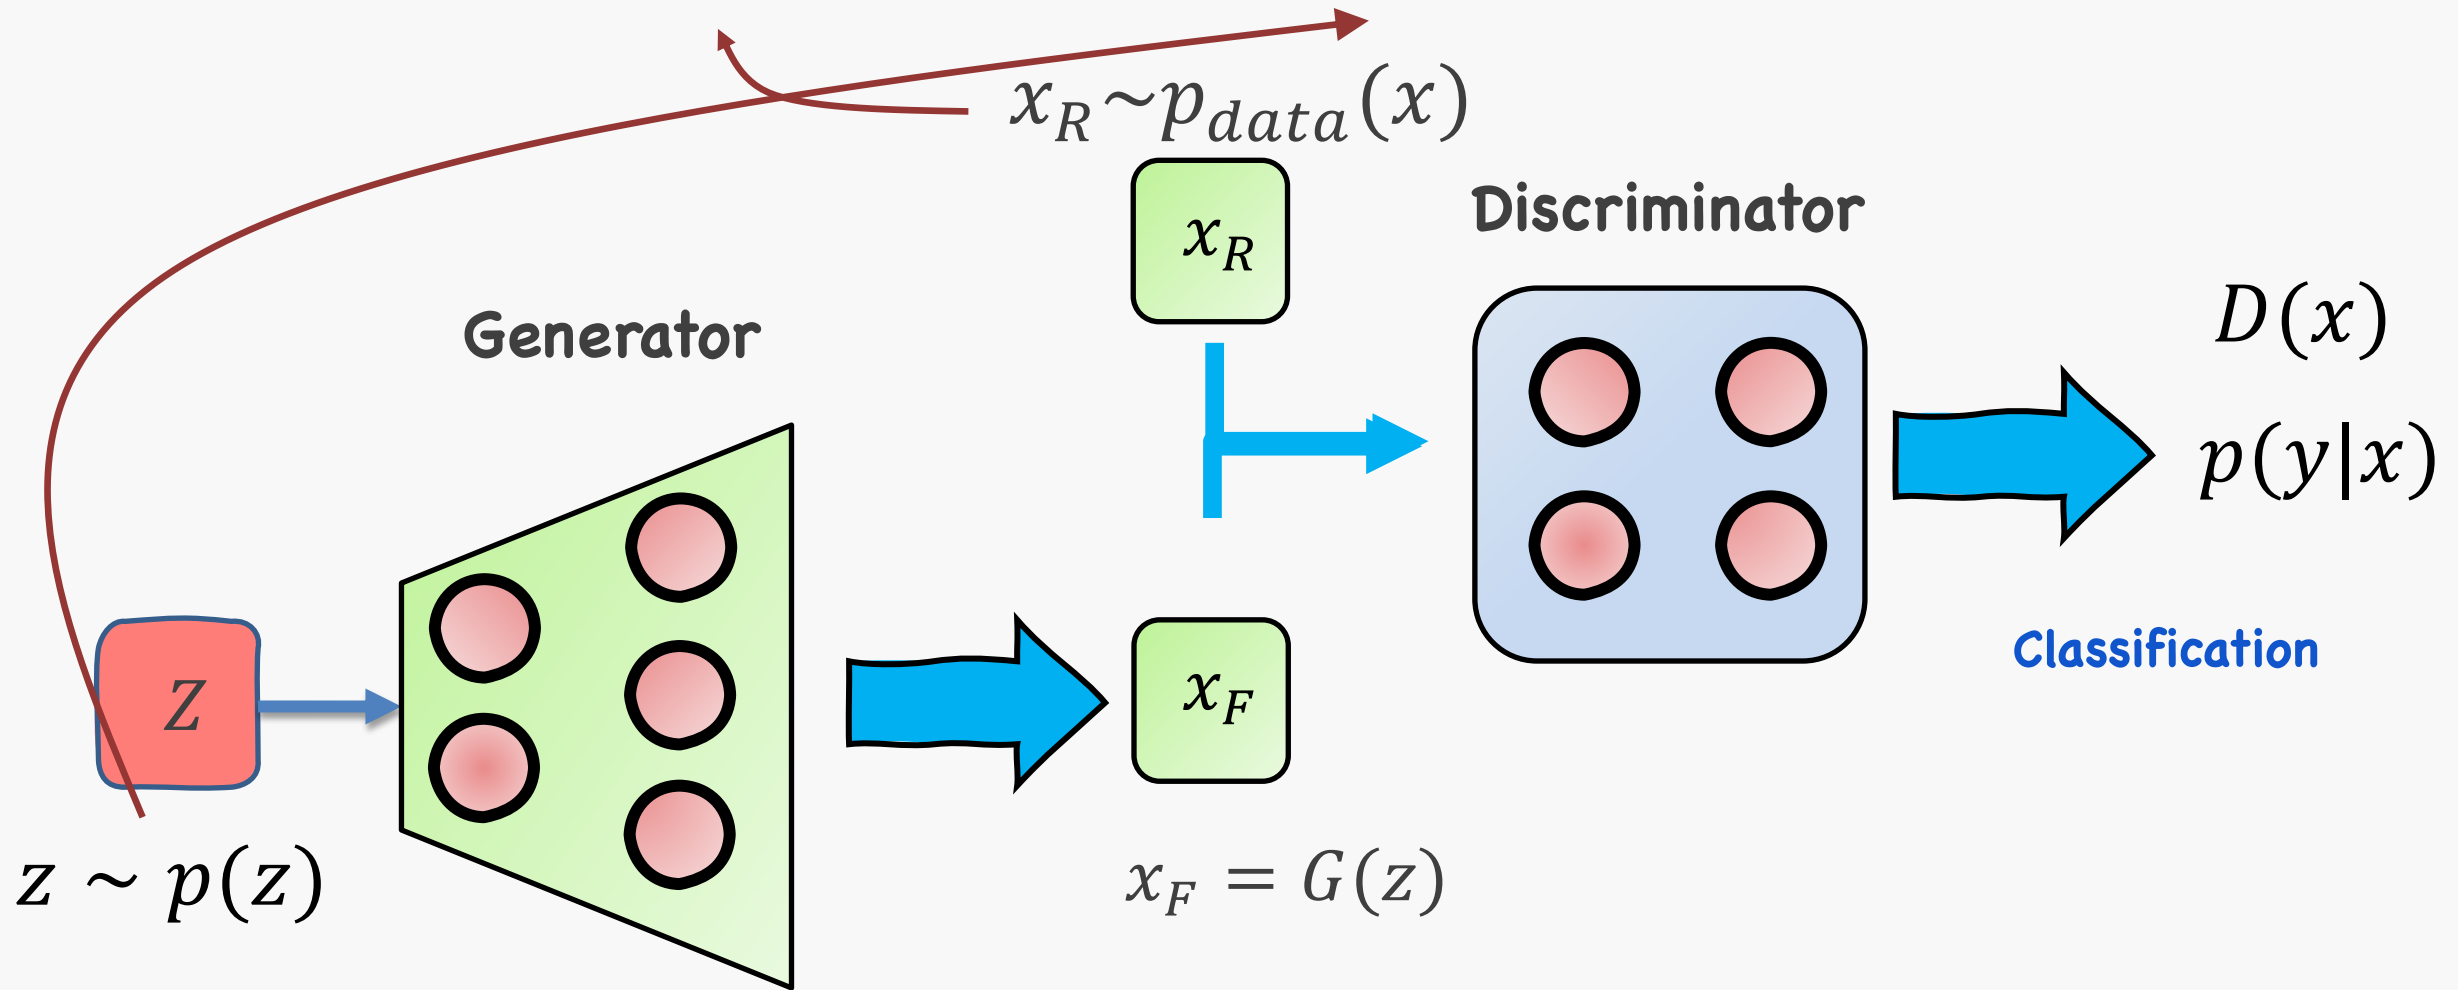 x_R~p_data(x)
x_R
Discriminator
Generator
D(x)
p(y|x)
Classification
z
x_F
z ~ p(z)
x_F = G(z)